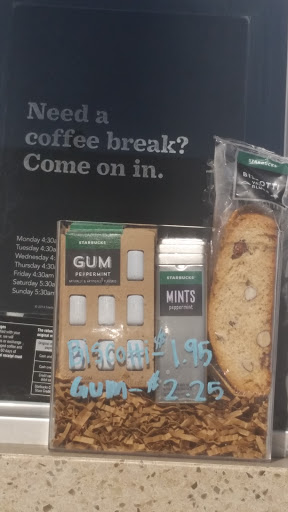 Need a
coffee break?
Come on in.
Monday 4:30
Tuesday 4:30
Wednesday 4:
Thursday 4:30
Friday 4:30am
Saturday 5:30
Sunday 5:30am
STARBUCKS
BISCOTTI
STARBUCKS
GUM
PEPPERMINT
STARBUCKS
MINTS
peppermint
Biscotti-$1.95
GUM-$2.25